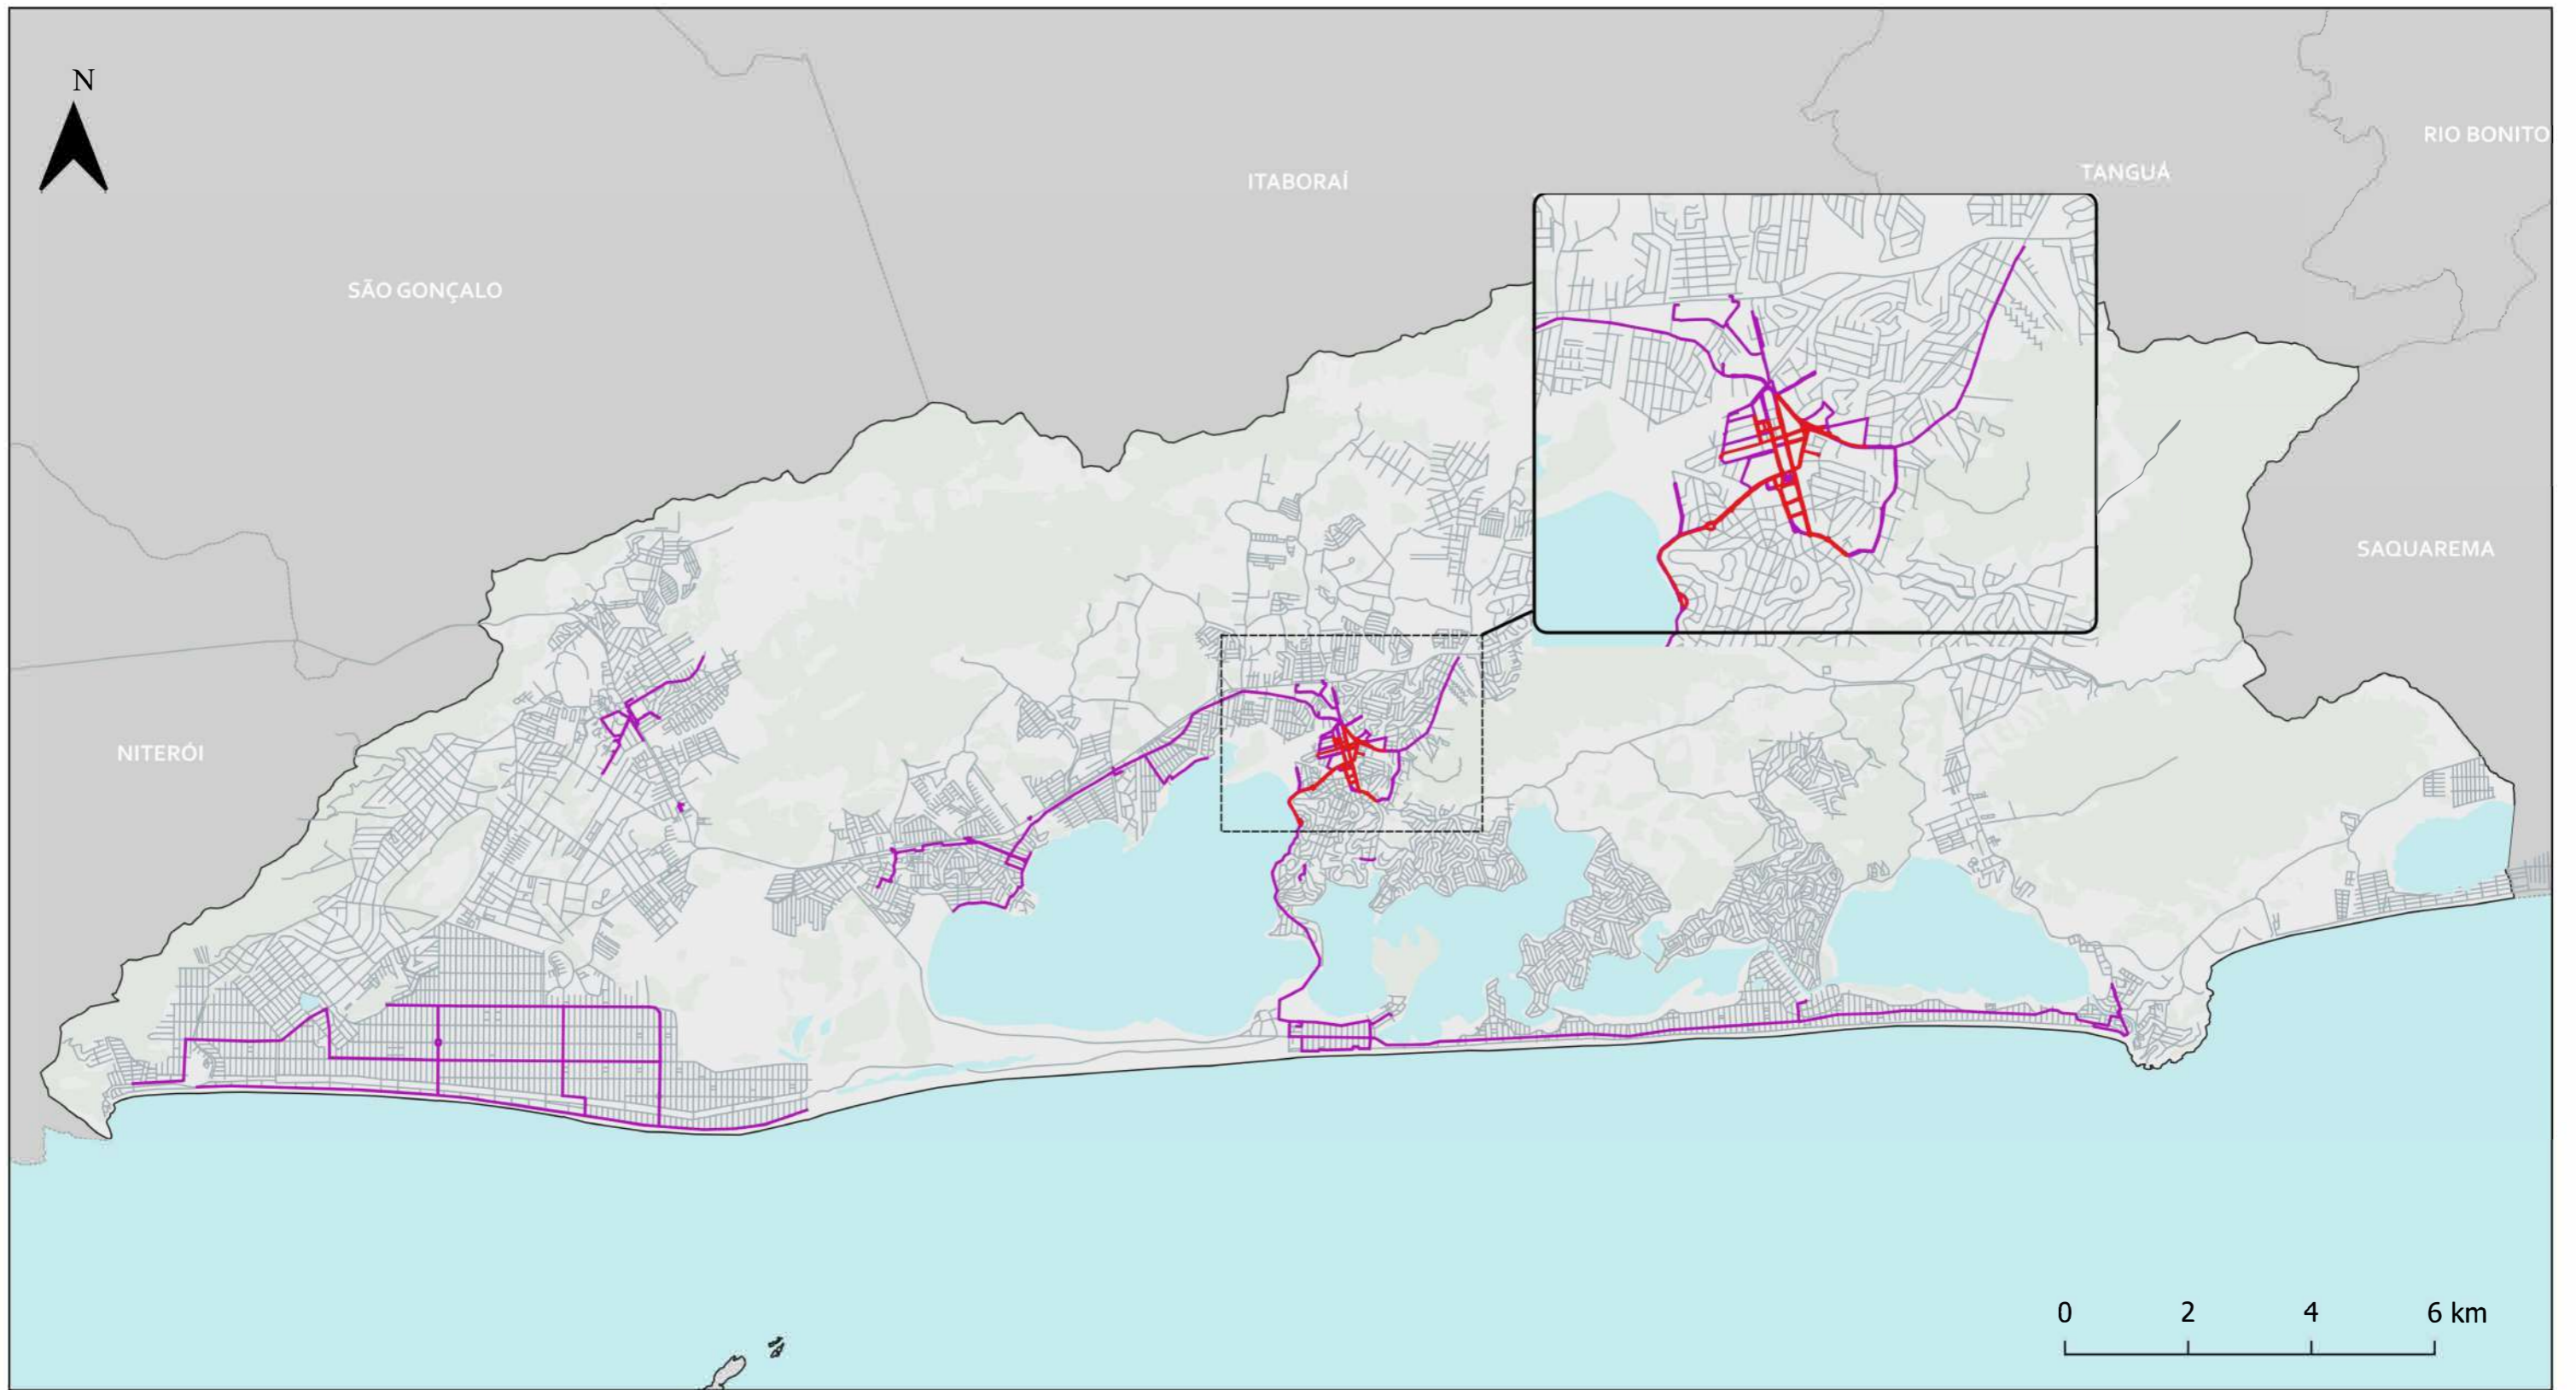 N
RIO BONITO
TANGUÁ
ITABORAÍ
SÃO GONÇALO
SAQUAREMA
NITERÓI
0 2 4 6 km